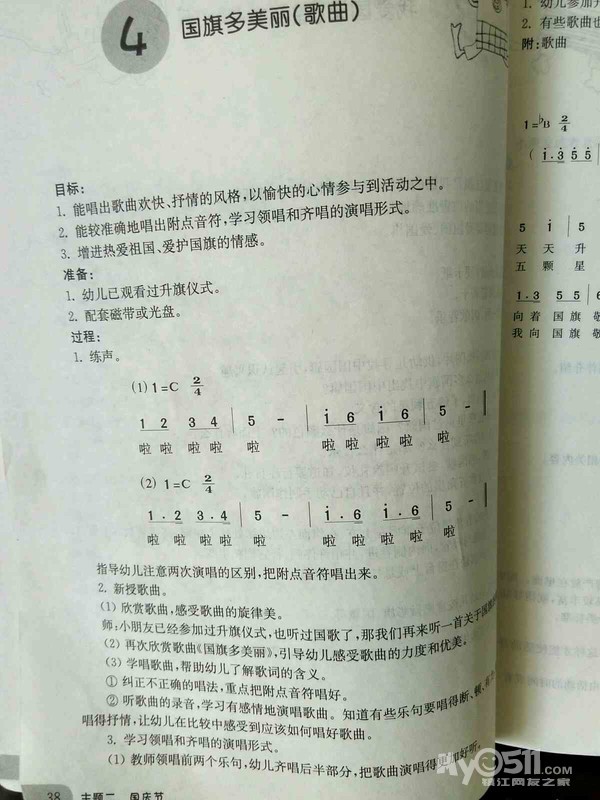 4
国旗多美丽(歌曲)
目标:
1. 能唱出歌曲欢快、抒情的风格,以愉快的心情参与到活动之中。
2. 能较准确地唱出附点音符,学习领唱和齐唱的演唱形式。
3. 增进热爱祖国、爱护国旗的情感。
准备:
1. 幼儿已观看过升旗仪式。
2. 配套磁带或光盘。
过程:
1. 练声。
(1) 1=C 2/4
1 2 3 4 | 5 - | i 6 i 6 | 5 - |
啦 啦 啦 啦 啦 啦 啦 啦 啦 啦
(2) 1=C 2/4
1.2 3.4 | 5 - | i.6 i.6 | 5 - |
啦 啦 啦 啦 啦 啦 啦 啦 啦 啦
指导幼儿注意两次演唱的区别,把附点音符唱出来。
2. 新授歌曲。
(1) 欣赏歌曲,感受歌曲的旋律美。
师:小朋友已经参加过升旗仪式,也听过国歌了,那我们再来听一首关于国旗
(2) 再次欣赏歌曲《国旗多美丽》,引导幼儿感受歌曲的力度和优美。
(3) 学唱歌曲,帮助幼儿了解歌词的含义。
① 纠正不正确的唱法,重点把附点音符唱好。
② 听歌曲的录音,学习有感情地演唱歌曲。知道有些乐句要唱得断、顿、有力
唱得抒情,让幼儿在比较中感受到应该如何唱好歌曲。
3. 学习领唱和齐唱的演唱形式。
(1) 教师领唱前两个乐句,幼儿齐唱后半部分,把歌曲演唱得更加好听。
38 主题二 国庆节
1. 幼儿参加升
2. 有些歌曲也
附:歌曲
1=♭B 2/4
( i.3 5 5
5 i 5
天 天 升
五 颗 星
1.3 5 5 6
向着 国旗 敬
我向 国旗 敬
my0511.com
镇江网友之家